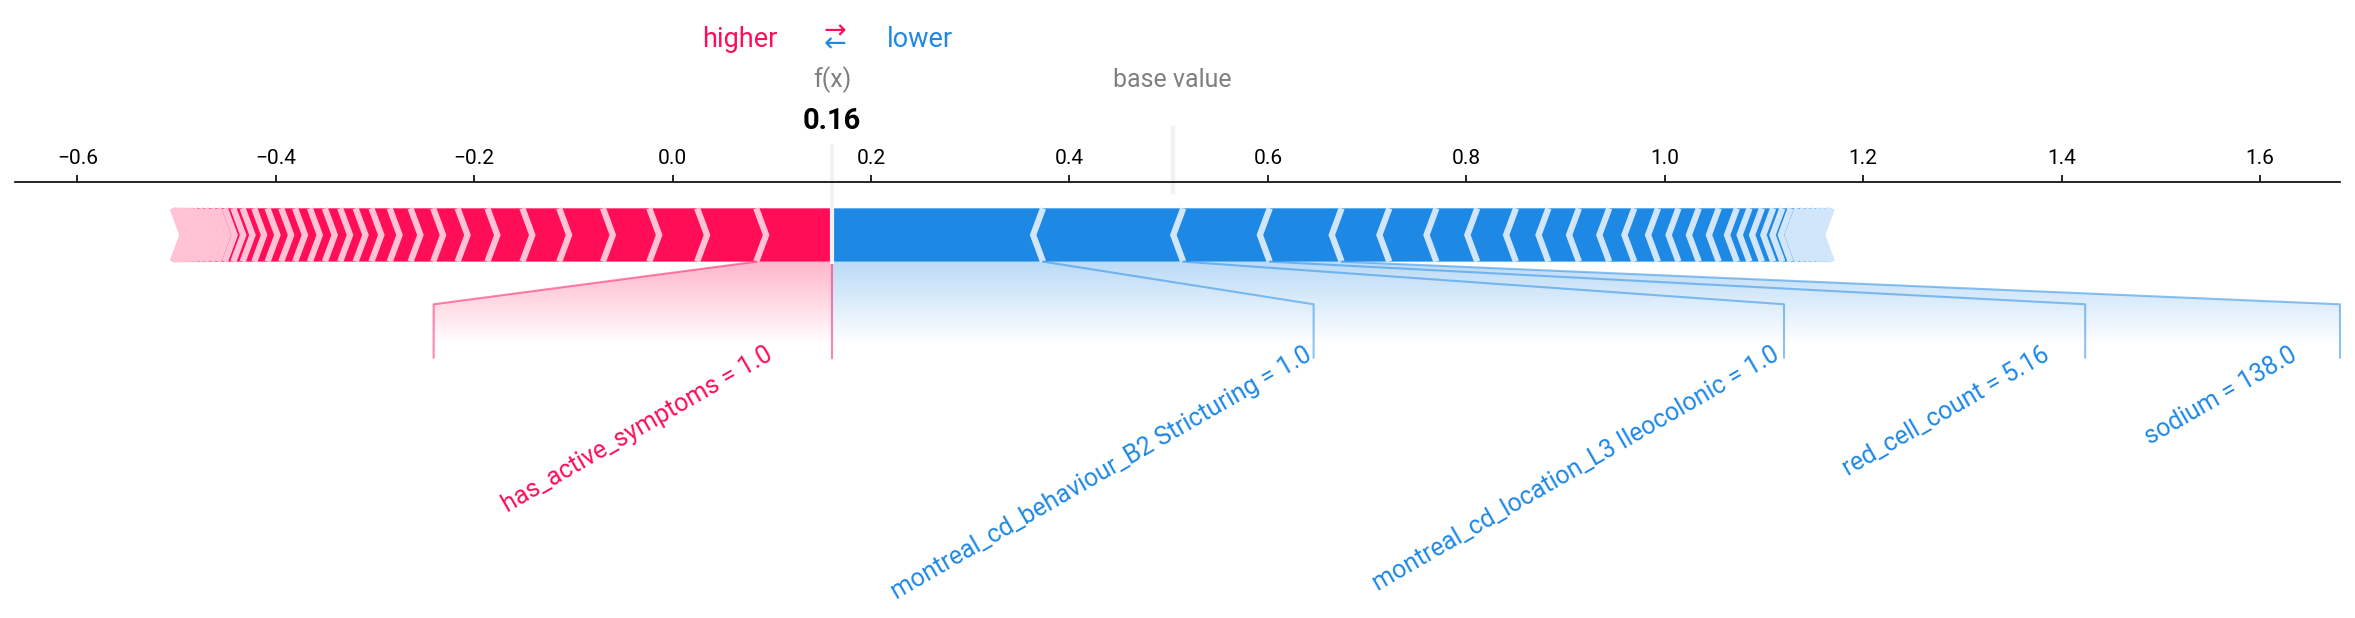 higher ⇄ lower
f(x) base value
0.16
−0.6 −0.4 −0.2 0.0 0.2 0.4 0.6 0.8 1.0 1.2 1.4 1.6
has_active_symptoms = 1.0
montreal_cd_behaviour_B2 Stricturing = 1.0
montreal_cd_location_L3 Ileocolonic = 1.0
red_cell_count = 5.16
sodium = 138.0